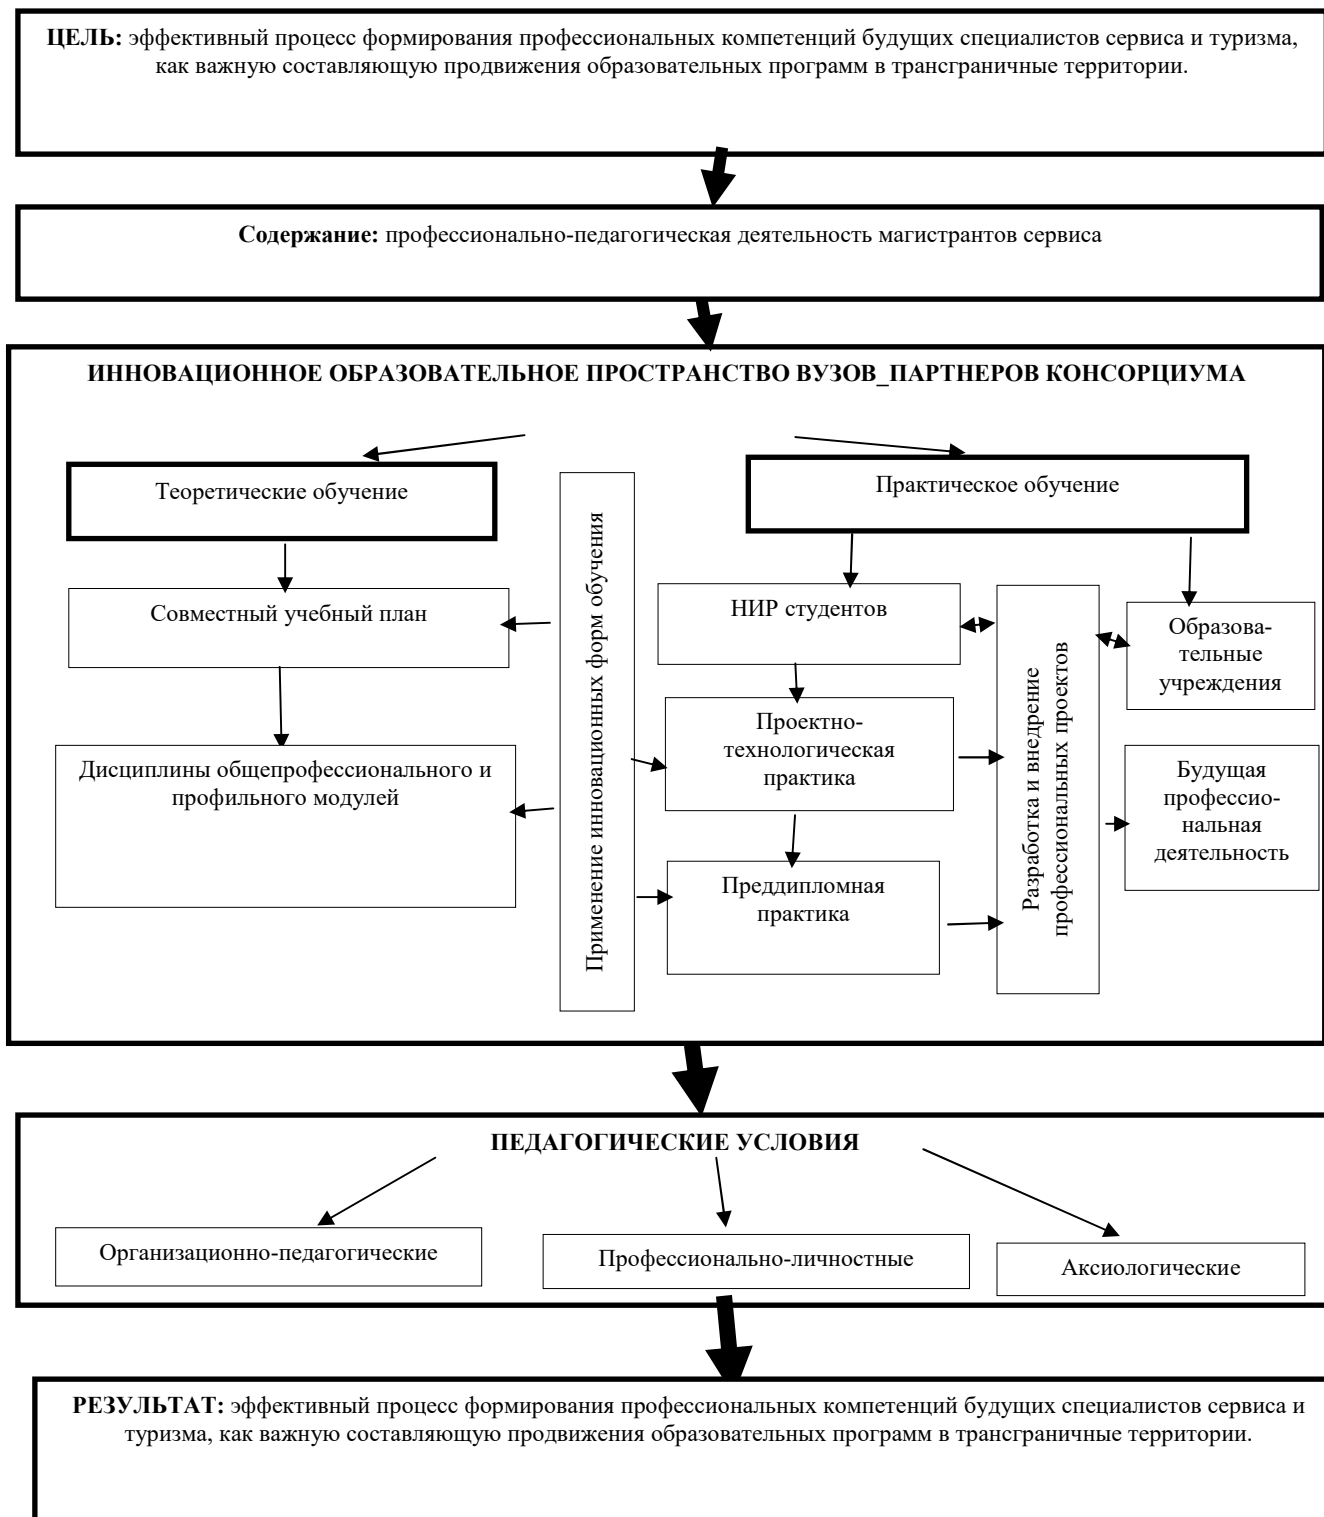 ЦЕЛЬ: эффективный процесс формирования профессиональных компетенций будущих специалистов сервиса и туризма,
как важную составляющую продвижения образовательных программ в трансграничные территории.
Содержание: профессионально-педагогическая деятельность магистрантов сервиса
ИННОВАЦИОННОЕ ОБРАЗОВАТЕЛЬНОЕ ПРОСТРАНСТВО ВУЗОВ_ПАРТНЕРОВ КОНСОРЦИУМА
Теоретические обучение
Практическое обучение
Совместный учебный план
Дисциплины общепрофессионального и
профильного модулей
Применение инновационных форм обучения
НИР студентов
Проектно-
технологическая
практика
Преддипломная
практика
Разработка и внедрение
профессиональных проектов
Образова-
тельные
учреждения
Будущая
профессио-
нальная
деятельность
ПЕДАГОГИЧЕСКИЕ УСЛОВИЯ
Организационно-педагогические
Профессионально-личностные
Аксиологические
РЕЗУЛЬТАТ: эффективный процесс формирования профессиональных компетенций будущих специалистов сервиса и
туризма, как важную составляющую продвижения образовательных программ в трансграничные территории.